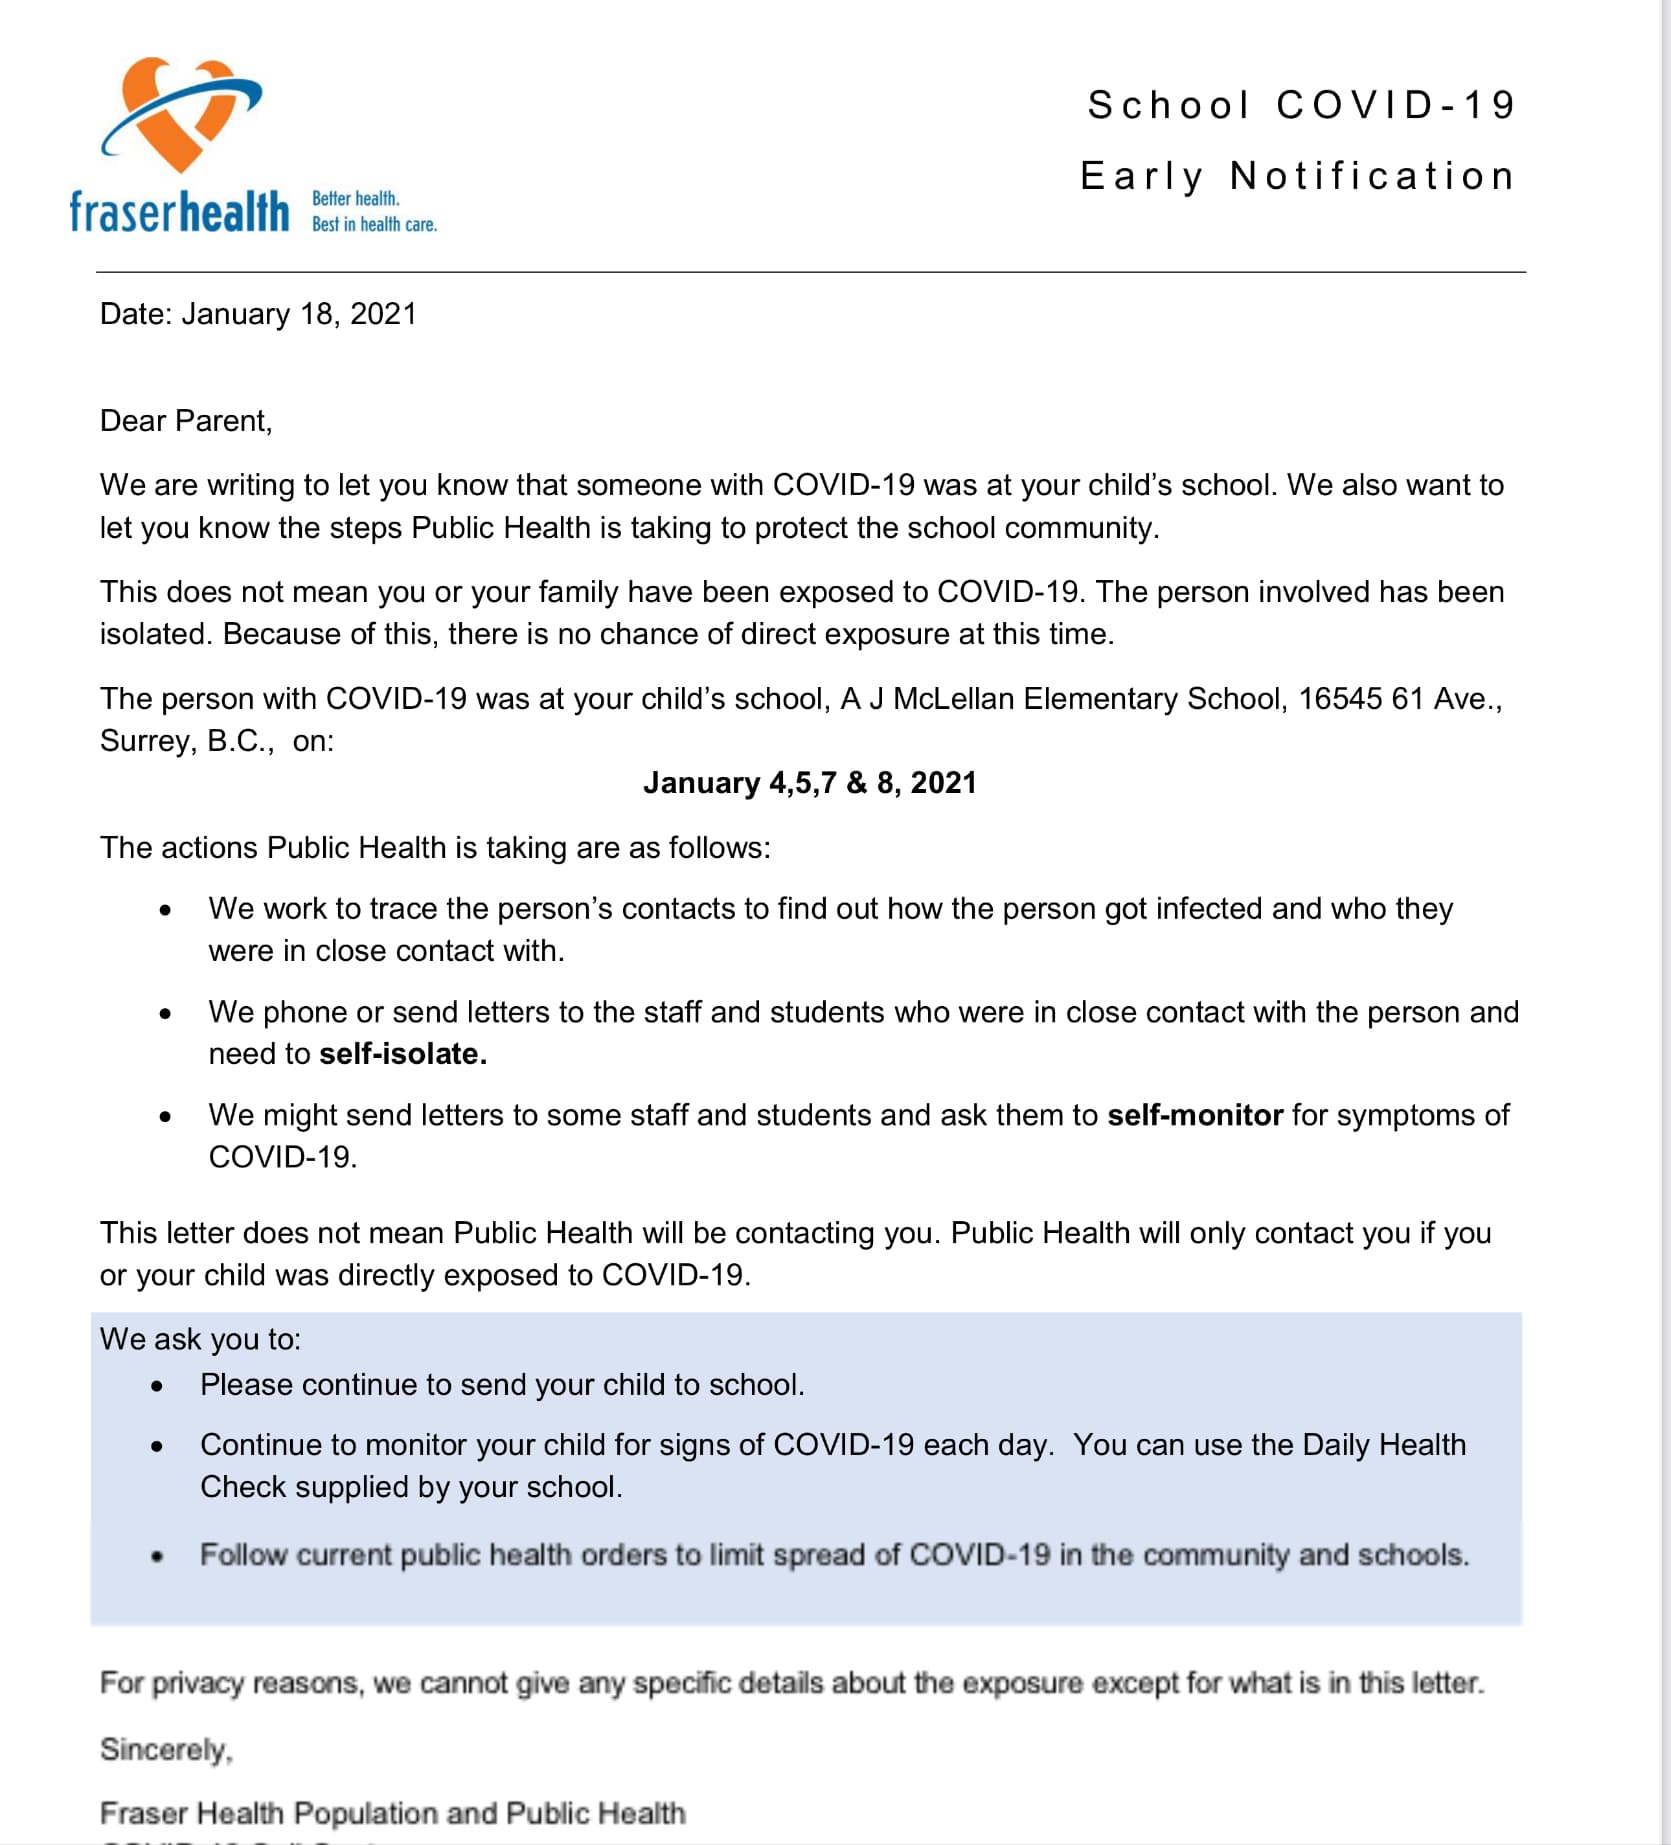 School COVID-19
Early Notification
fraserhealth
Better health.
Best in health care.
Date: January 18, 2021
Dear Parent,
We are writing to let you know that someone with COVID-19 was at your child’s school. We also want to
let you know the steps Public Health is taking to protect the school community.
This does not mean you or your family have been exposed to COVID-19. The person involved has been
isolated. Because of this, there is no chance of direct exposure at this time.
The person with COVID-19 was at your child’s school, A J McLellan Elementary School, 16545 61 Ave.,
Surrey, B.C.,  on:
January 4,5,7 & 8, 2021
The actions Public Health is taking are as follows:
• We work to trace the person’s contacts to find out how the person got infected and who they
were in close contact with.
• We phone or send letters to the staff and students who were in close contact with the person and
need to self-isolate.
• We might send letters to some staff and students and ask them to self-monitor for symptoms of
COVID-19.
This letter does not mean Public Health will be contacting you. Public Health will only contact you if you
or your child was directly exposed to COVID-19.
We ask you to:
• Please continue to send your child to school.
• Continue to monitor your child for signs of COVID-19 each day.  You can use the Daily Health
Check supplied by your school.
• Follow current public health orders to limit spread of COVID-19 in the community and schools.
For privacy reasons, we cannot give any specific details about the exposure except for what is in this letter.
Sincerely,
Fraser Health Population and Public Health